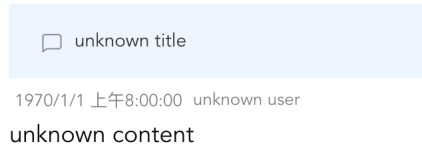 unknown title
1970/1/1 上午8:00:00 unknown user
unknown content